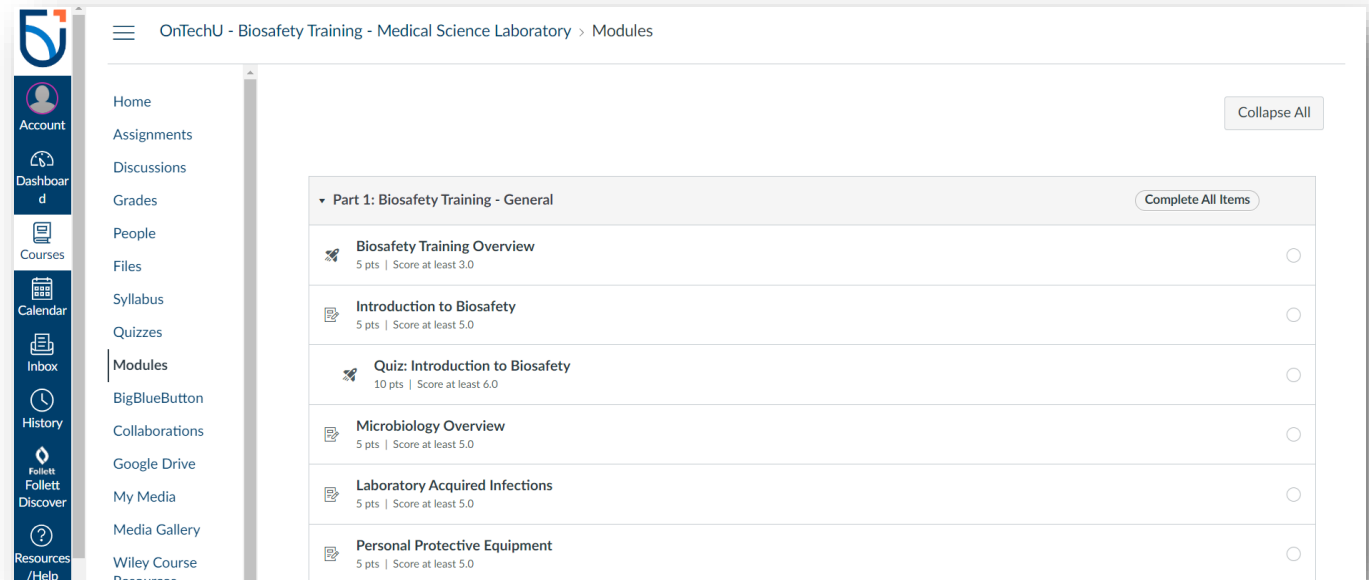 OnTechU - Biosafety Training - Medical Science Laboratory > Modules
Account
Dashboar
d
Courses
Calendar
Inbox
History
Follett
Follett
Discover
Resources
/Help
Home
Assignments
Discussions
Grades
People
Files
Syllabus
Quizzes
Modules
BigBlueButton
Collaborations
Google Drive
My Media
Media Gallery
Wiley Course
Collapse All
Part 1: Biosafety Training - General
Complete All Items
Biosafety Training Overview
5 pts | Score at least 3.0
Introduction to Biosafety
5 pts | Score at least 5.0
Quiz: Introduction to Biosafety
10 pts | Score at least 6.0
Microbiology Overview
5 pts | Score at least 5.0
Laboratory Acquired Infections
5 pts | Score at least 5.0
Personal Protective Equipment
5 pts | Score at least 5.0